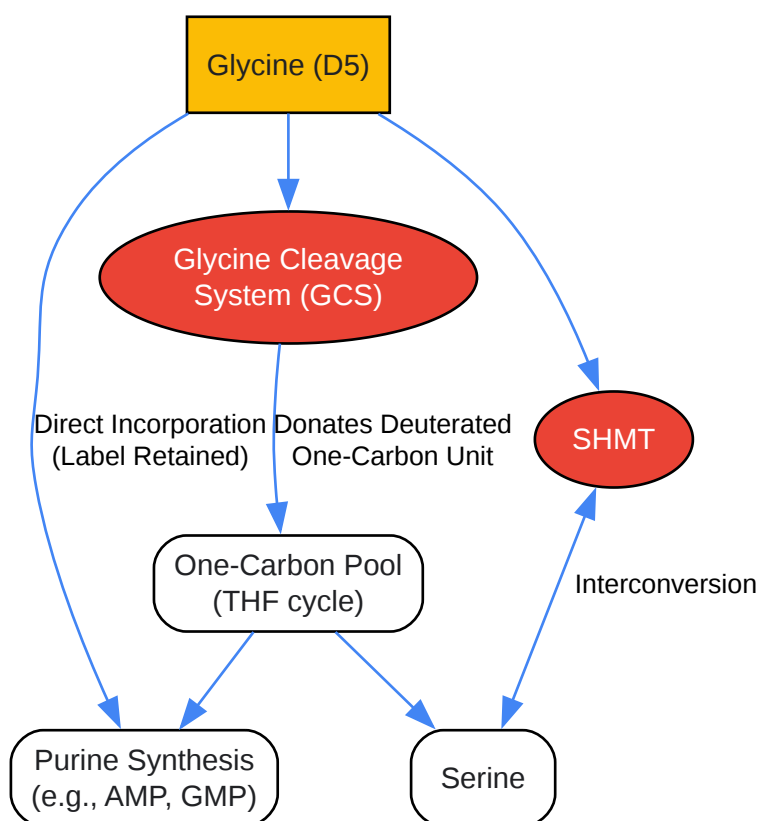 Glycine (D5)
Glycine Cleavage
System (GCS)
Direct Incorporation
(Label Retained)
Donates Deuterated
One-Carbon Unit
SHMT
One-Carbon Pool
(THF cycle)
Interconversion
Purine Synthesis
(e.g., AMP, GMP)
Serine